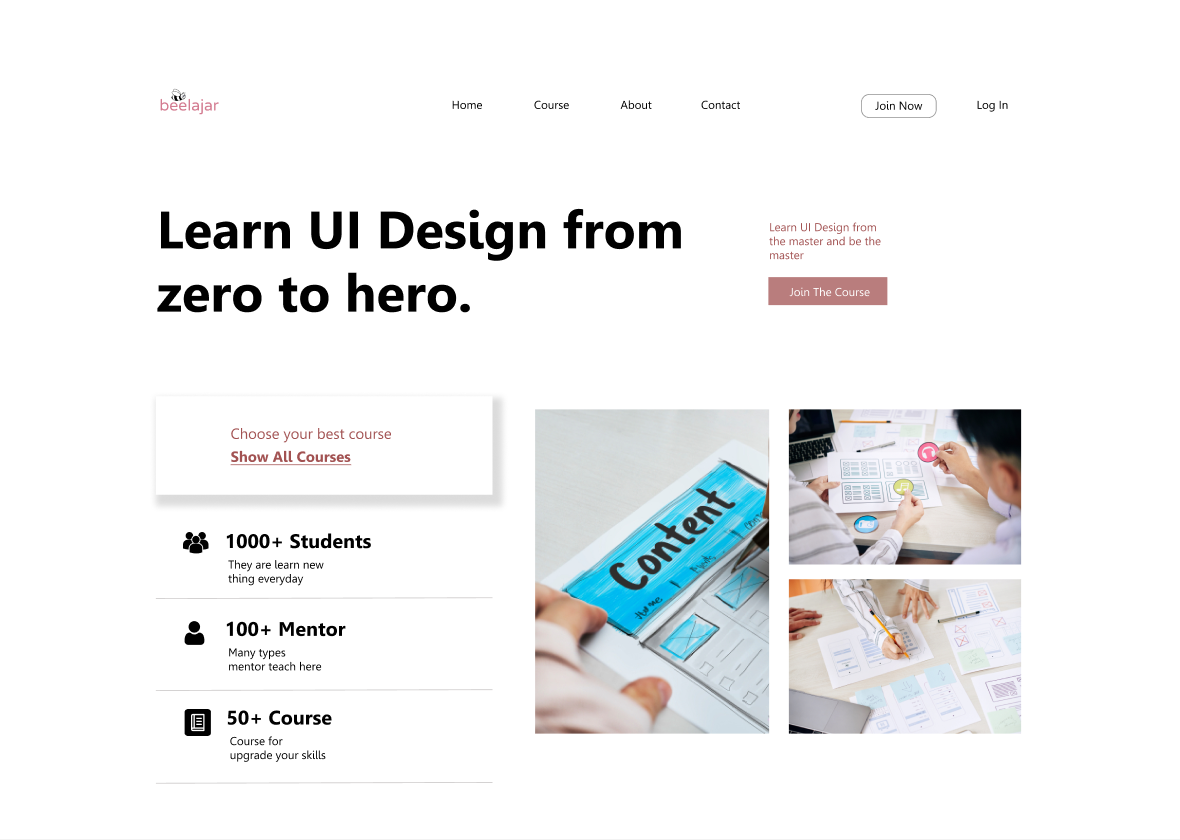 beelajar
Home
Course
About
Contact
Join Now
Log In
Learn UI Design from
zero to hero.
Learn UI Design from
the master and be the
master
Join The Course
Choose your best course
Show All Courses
1000+ Students
They are learn new
thing everyday
100+ Mentor
Many types
mentor teach here
50+ Course
Course for
upgrade your skills
Content
Home